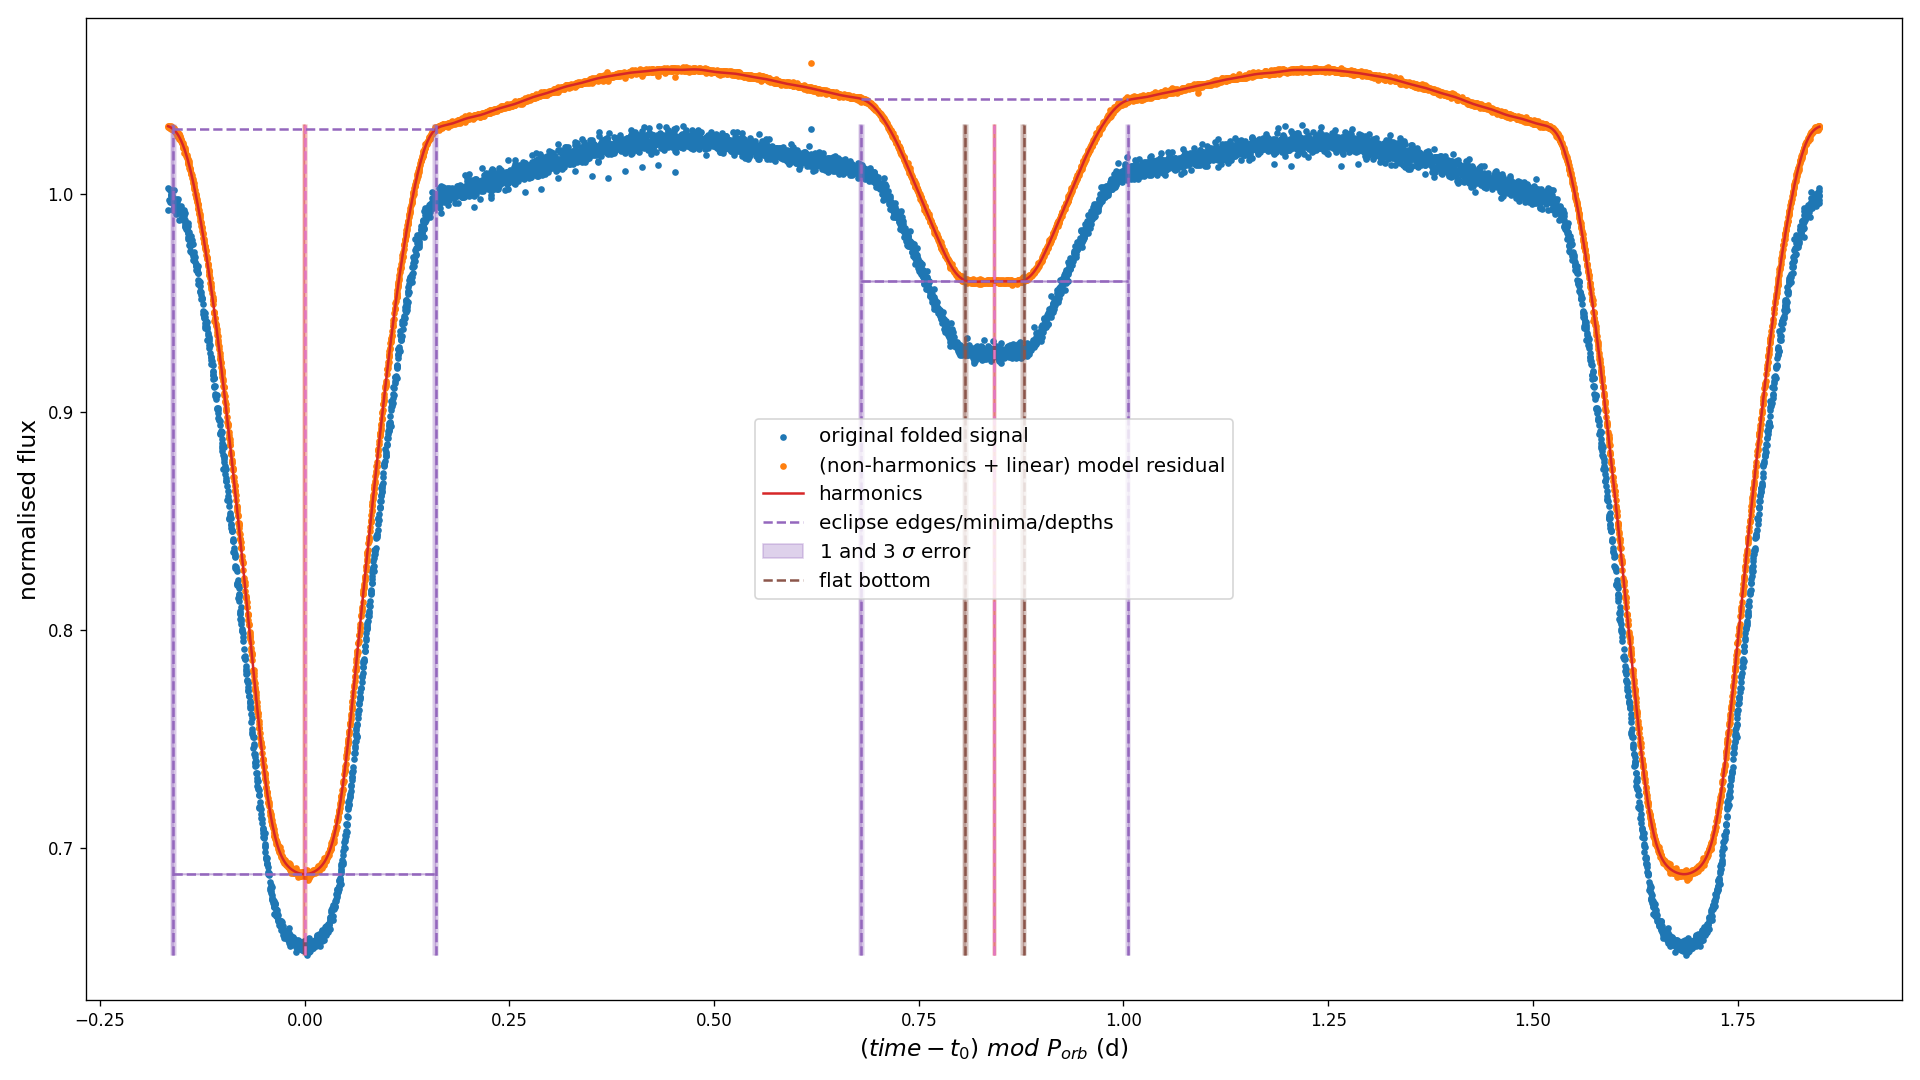 normalised flux
1.0
0.9
0.8
0.7
original folded signal
(non-harmonics + linear) model residual
harmonics
eclipse edges/minima/depths
1 and 3 σ error
flat bottom
−0.25 0.00 0.25 0.50 0.75 1.00 1.25 1.50 1.75
(time − t₀) mod Pₒᵣb (d)